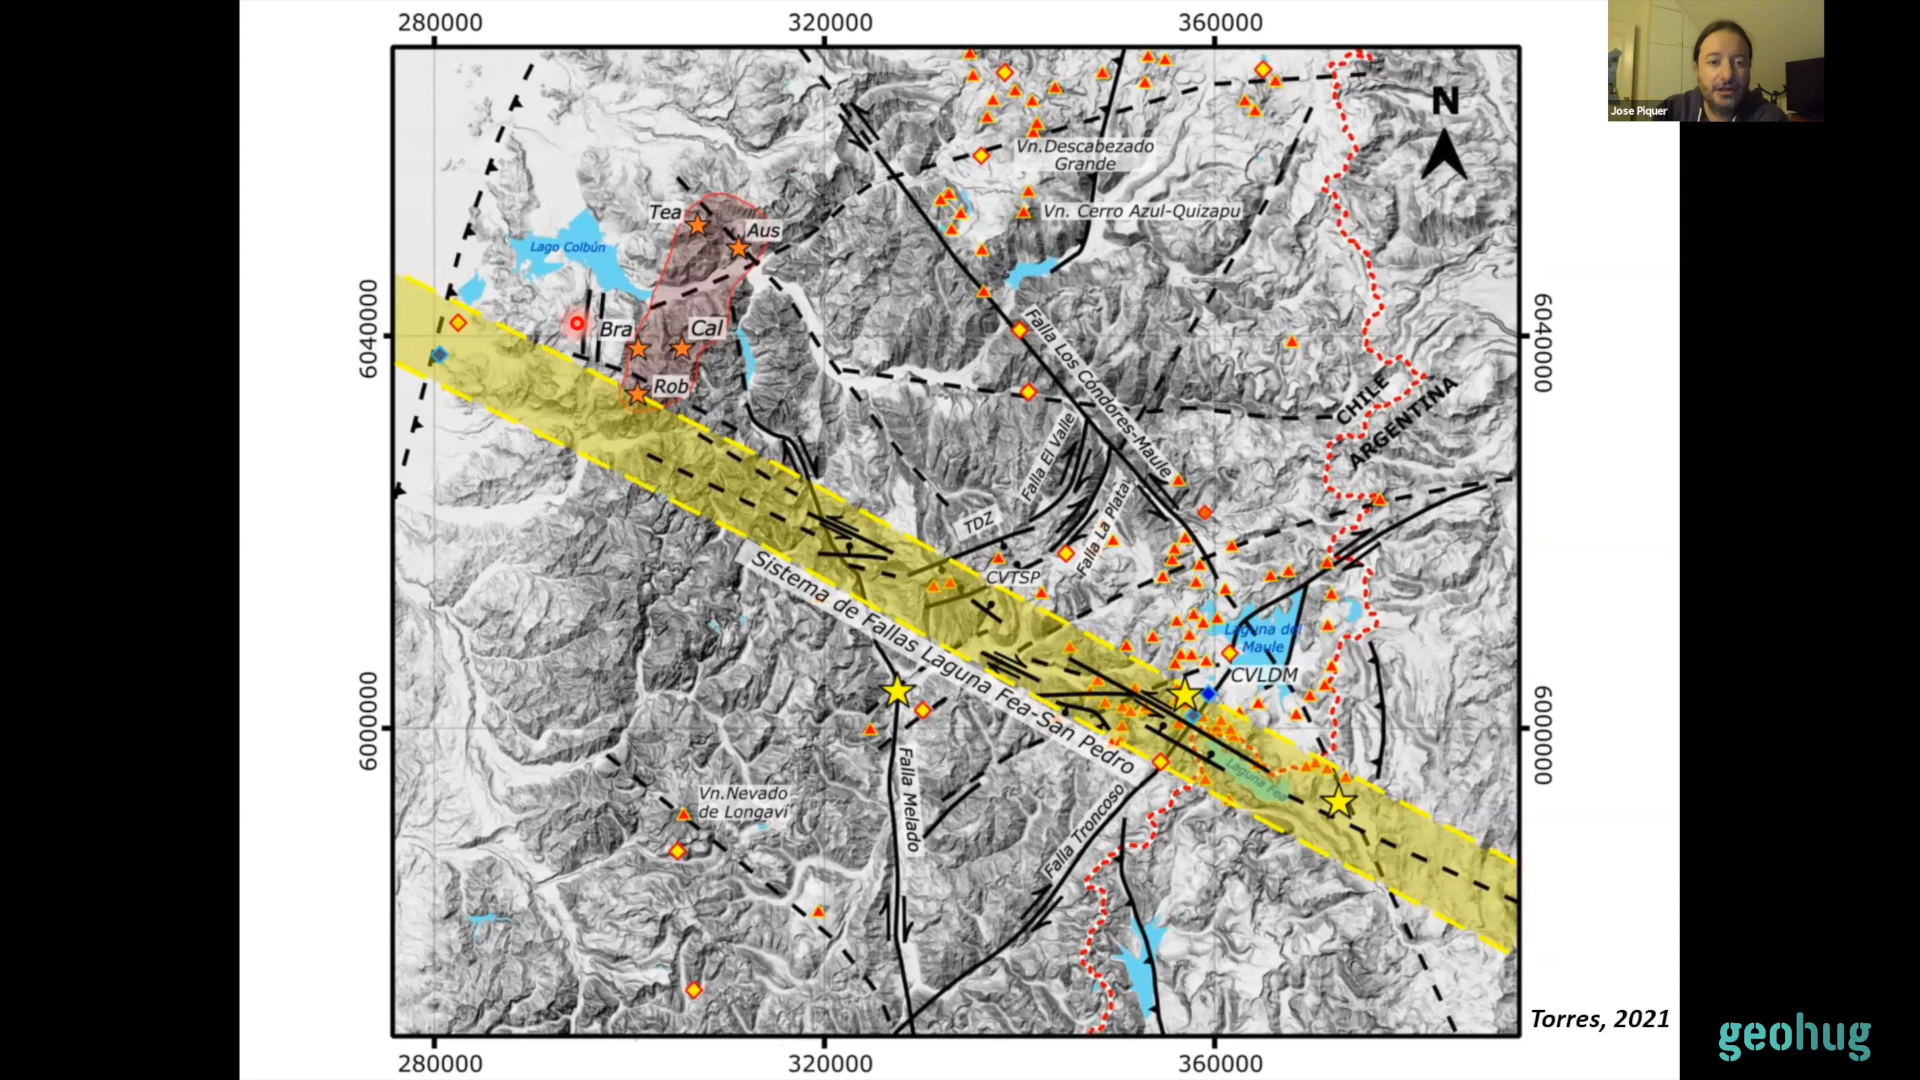 280000
320000
360000
Jose Piquer
N
Vn.Descabezado
Grande
Tea
Aus
Vn. Cerro Azul-Quizapu
Lago Colbún
6040000
6040000
Bra
Cal
Rob
Falla Los Cóndores-Maule
CHILE
ARGENTINA
Falla El Valle
Falla La Plata
TDZ
CVTSP
Sistema de Fallas Laguna Fea-San Pedro
Laguna del
Maule
CVLDM
6000000
6000000
Laguna Fea
Vn.Nevado
de Longaví
Falla Melado
Falla Troncoso
Torres, 2021
geohug
280000
320000
360000